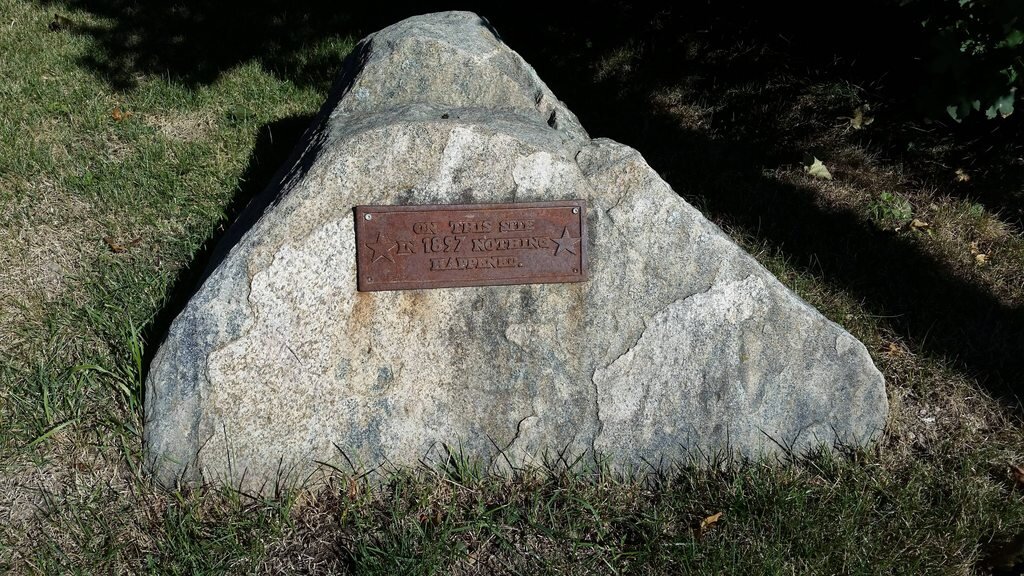 ON THIS SITE
IN 1897 NOTHING
HAPPENED.